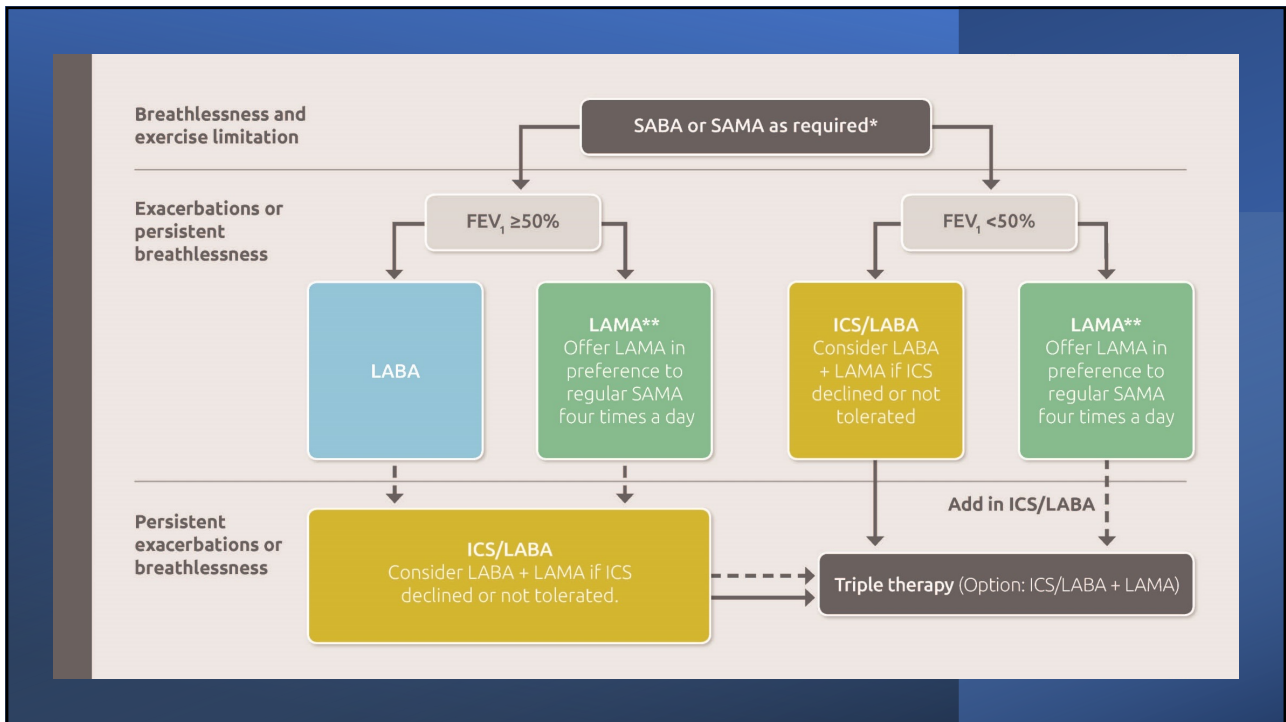 Breathlessness and
exercise limitation
SABA or SAMA as required*
Exacerbations or
persistent
breathlessness
FEV₁ ≥50%
FEV₁ <50%
LABA
LAMA**
Offer LAMA in
preference to
regular SAMA
four times a day
ICS/LABA
Consider LABA
+ LAMA if ICS
declined or not
tolerated
LAMA**
Offer LAMA in
preference to
regular SAMA
four times a day
Persistent
exacerbations or
breathlessness
ICS/LABA
Consider LABA + LAMA if ICS
declined or not tolerated.
Add in ICS/LABA
Triple therapy (Option: ICS/LABA + LAMA)